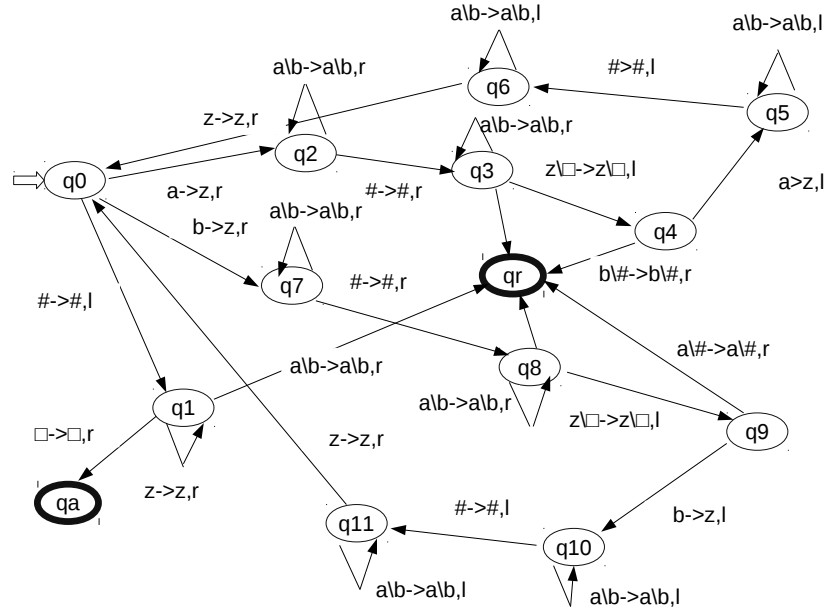 a\b->a\b,l
a\b->a\b,l
q6
#>#,l
a\b->a\b,r
q5
z->z,r
a\b->a\b,r
q2
q3
z\□->z\□,l
q0
a->z,r
#->#,r
a>z,l
a\b->a\b,r
b->z,r
q4
qr
b\#->b\#,r
q7
#->#,r
#->#,l
a\#->a\#,r
a\b->a\b,r
q8
q1
a\b->a\b,r
z\□->z\□,l
q9
□->□,r
z->z,r
z->z,r
qa
#->#,l
b->z,l
q11
q10
a\b->a\b,l
a\b->a\b,l